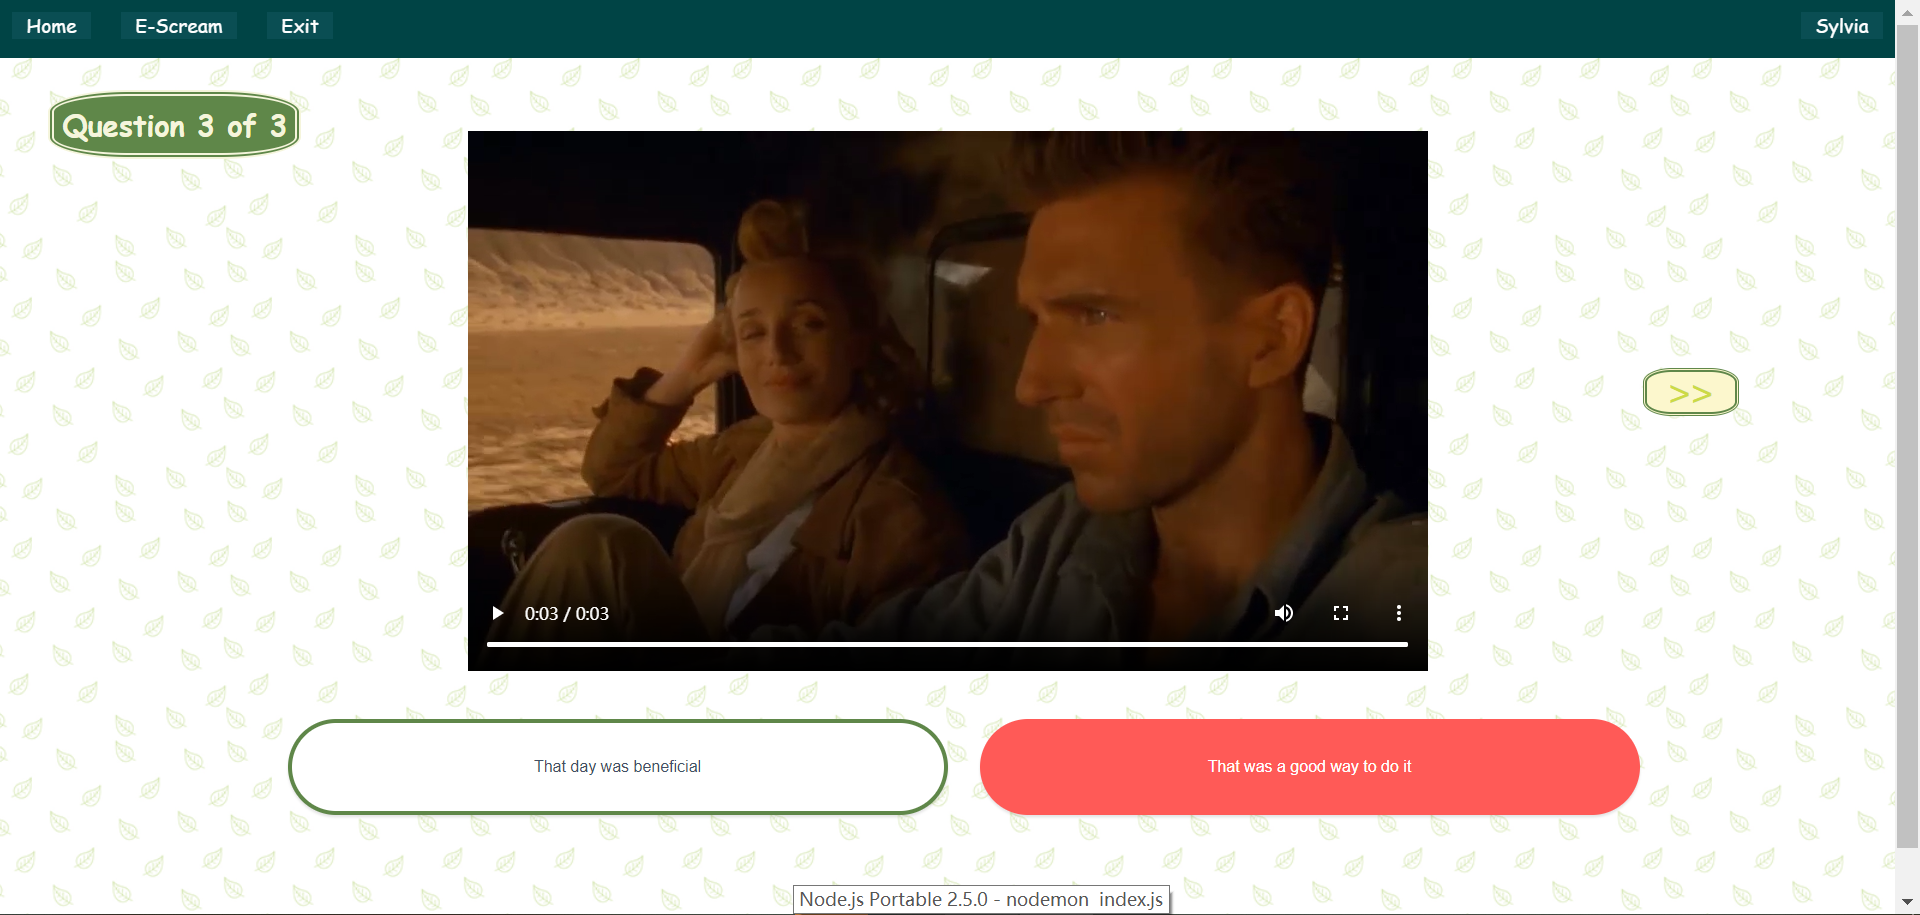 Home E-Scream Exit Sylvia
Question 3 of 3
>>
0:03 / 0:03
That day was beneficial
That was a good way to do it
Node.js Portable 2.5.0 - nodemon  index.js